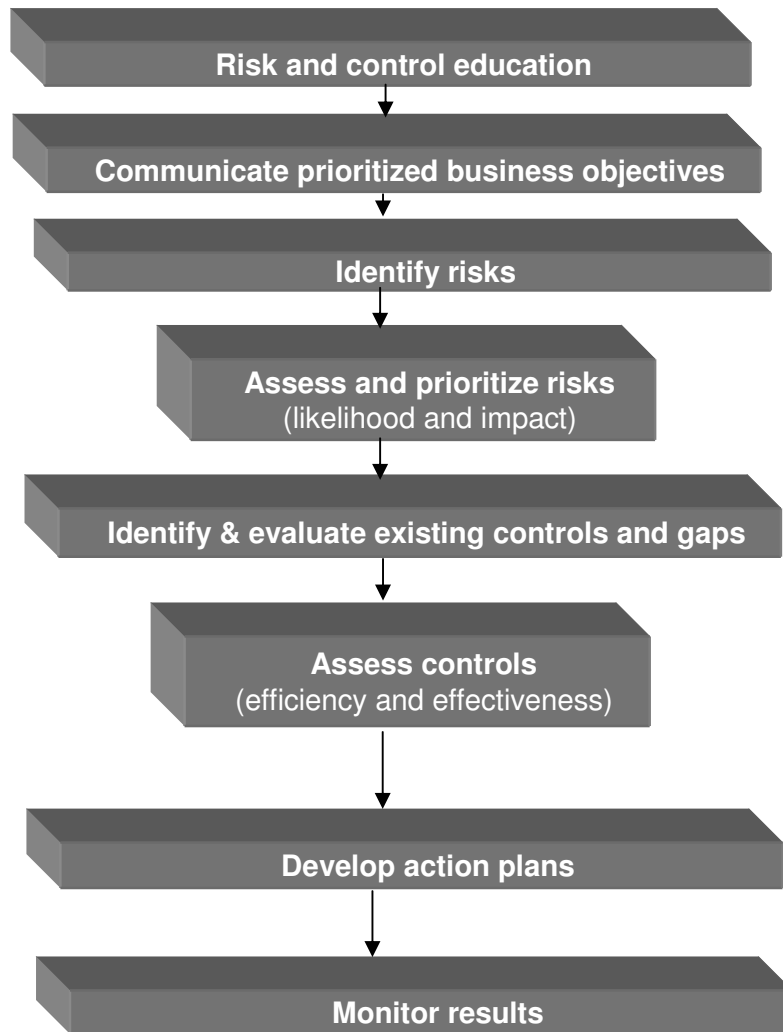 Risk and control education
Communicate prioritized business objectives
Identify risks
Assess and prioritize risks
(likelihood and impact)
Identify & evaluate existing controls and gaps
Assess controls
(efficiency and effectiveness)
Develop action plans
Monitor results